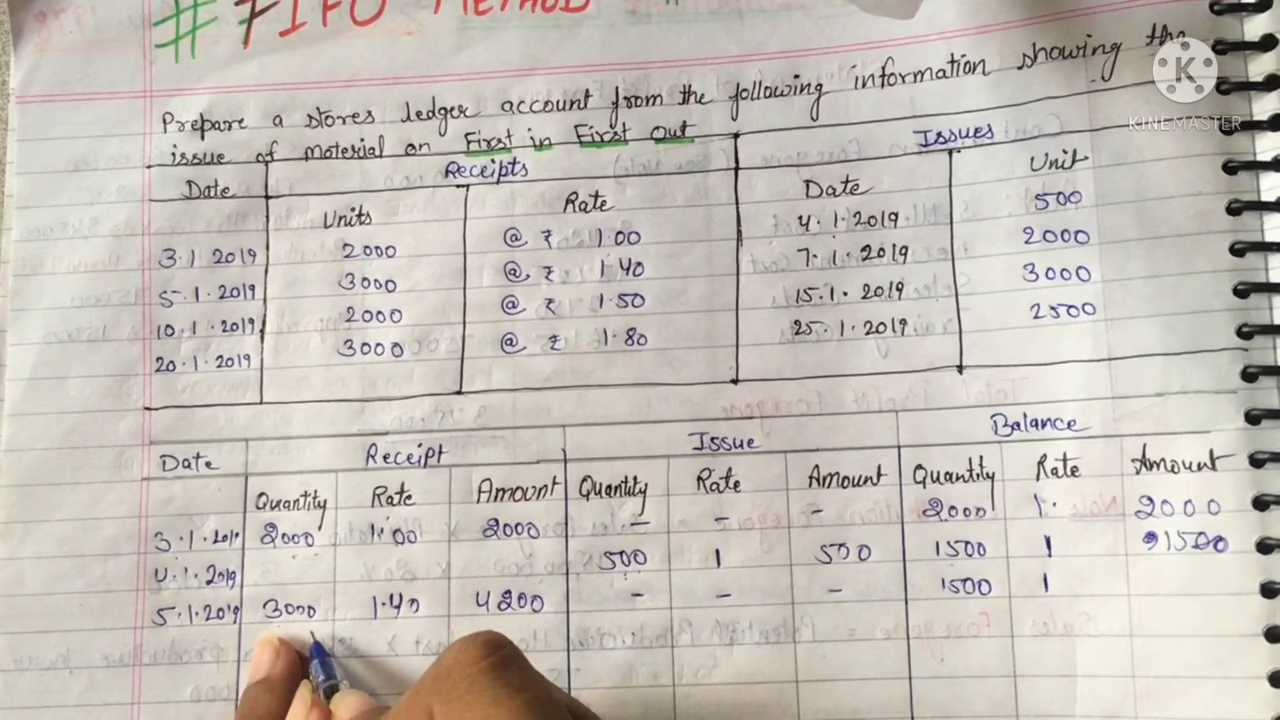 # FIFO METHOD #
Prepare a stores ledger account from the following information showing the
issue of material on First in First Out
Receipts Issues
Date Units Rate Date Unit
3.1 2019 2000 @ ₹ 1.00 4.1.2019 500
5.1.2019 3000 @ ₹ 1.40 7.1.2019 2000
10.1.2019 2000 @ ₹ 1.50 15.1.2019 3000
20.1.2019 3000 @ ₹ 1.80 25.1.2019 2500
Date Receipt Issue Balance
Quantity Rate Amount Quantity Rate Amount Quantity Rate Amount
3.1.2019 2000 1.00 2000 - - - 2000 1. 2000
4.1.2019 500 1 500 1500 1 1500
5.1.2019 3000 1.40 4200 - - - 1500 1
K
KINEMASTER